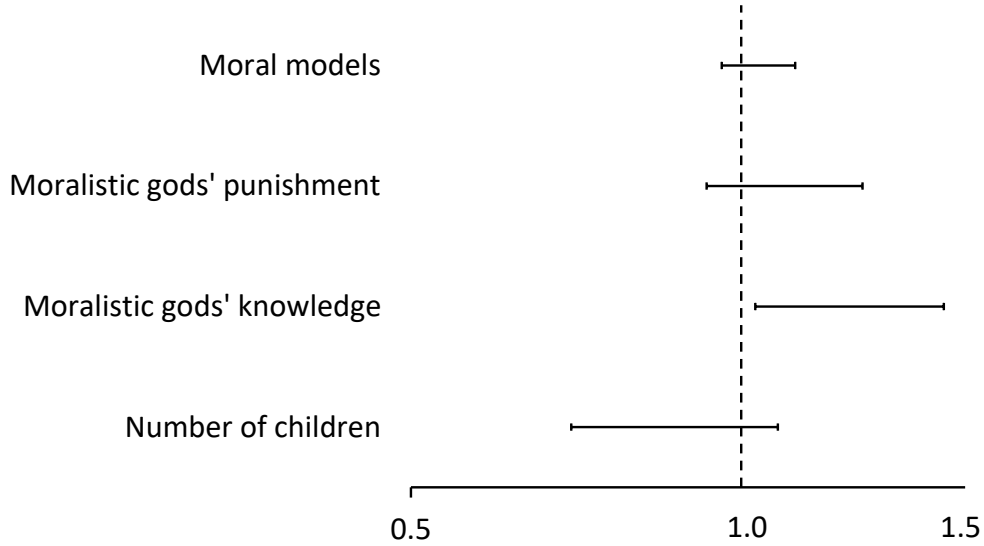 Moral models
Moralistic gods' punishment
Moralistic gods' knowledge
Number of children
0.5 1.0 1.5